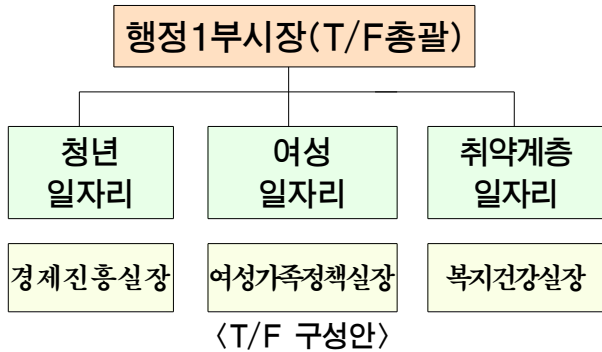 행정1부시장(T/F총괄)
청년
일자리
여성
일자리
취약계층
일자리
경제진흥실장
여성가족정책실장
복지건강실장
〈T/F 구성안〉